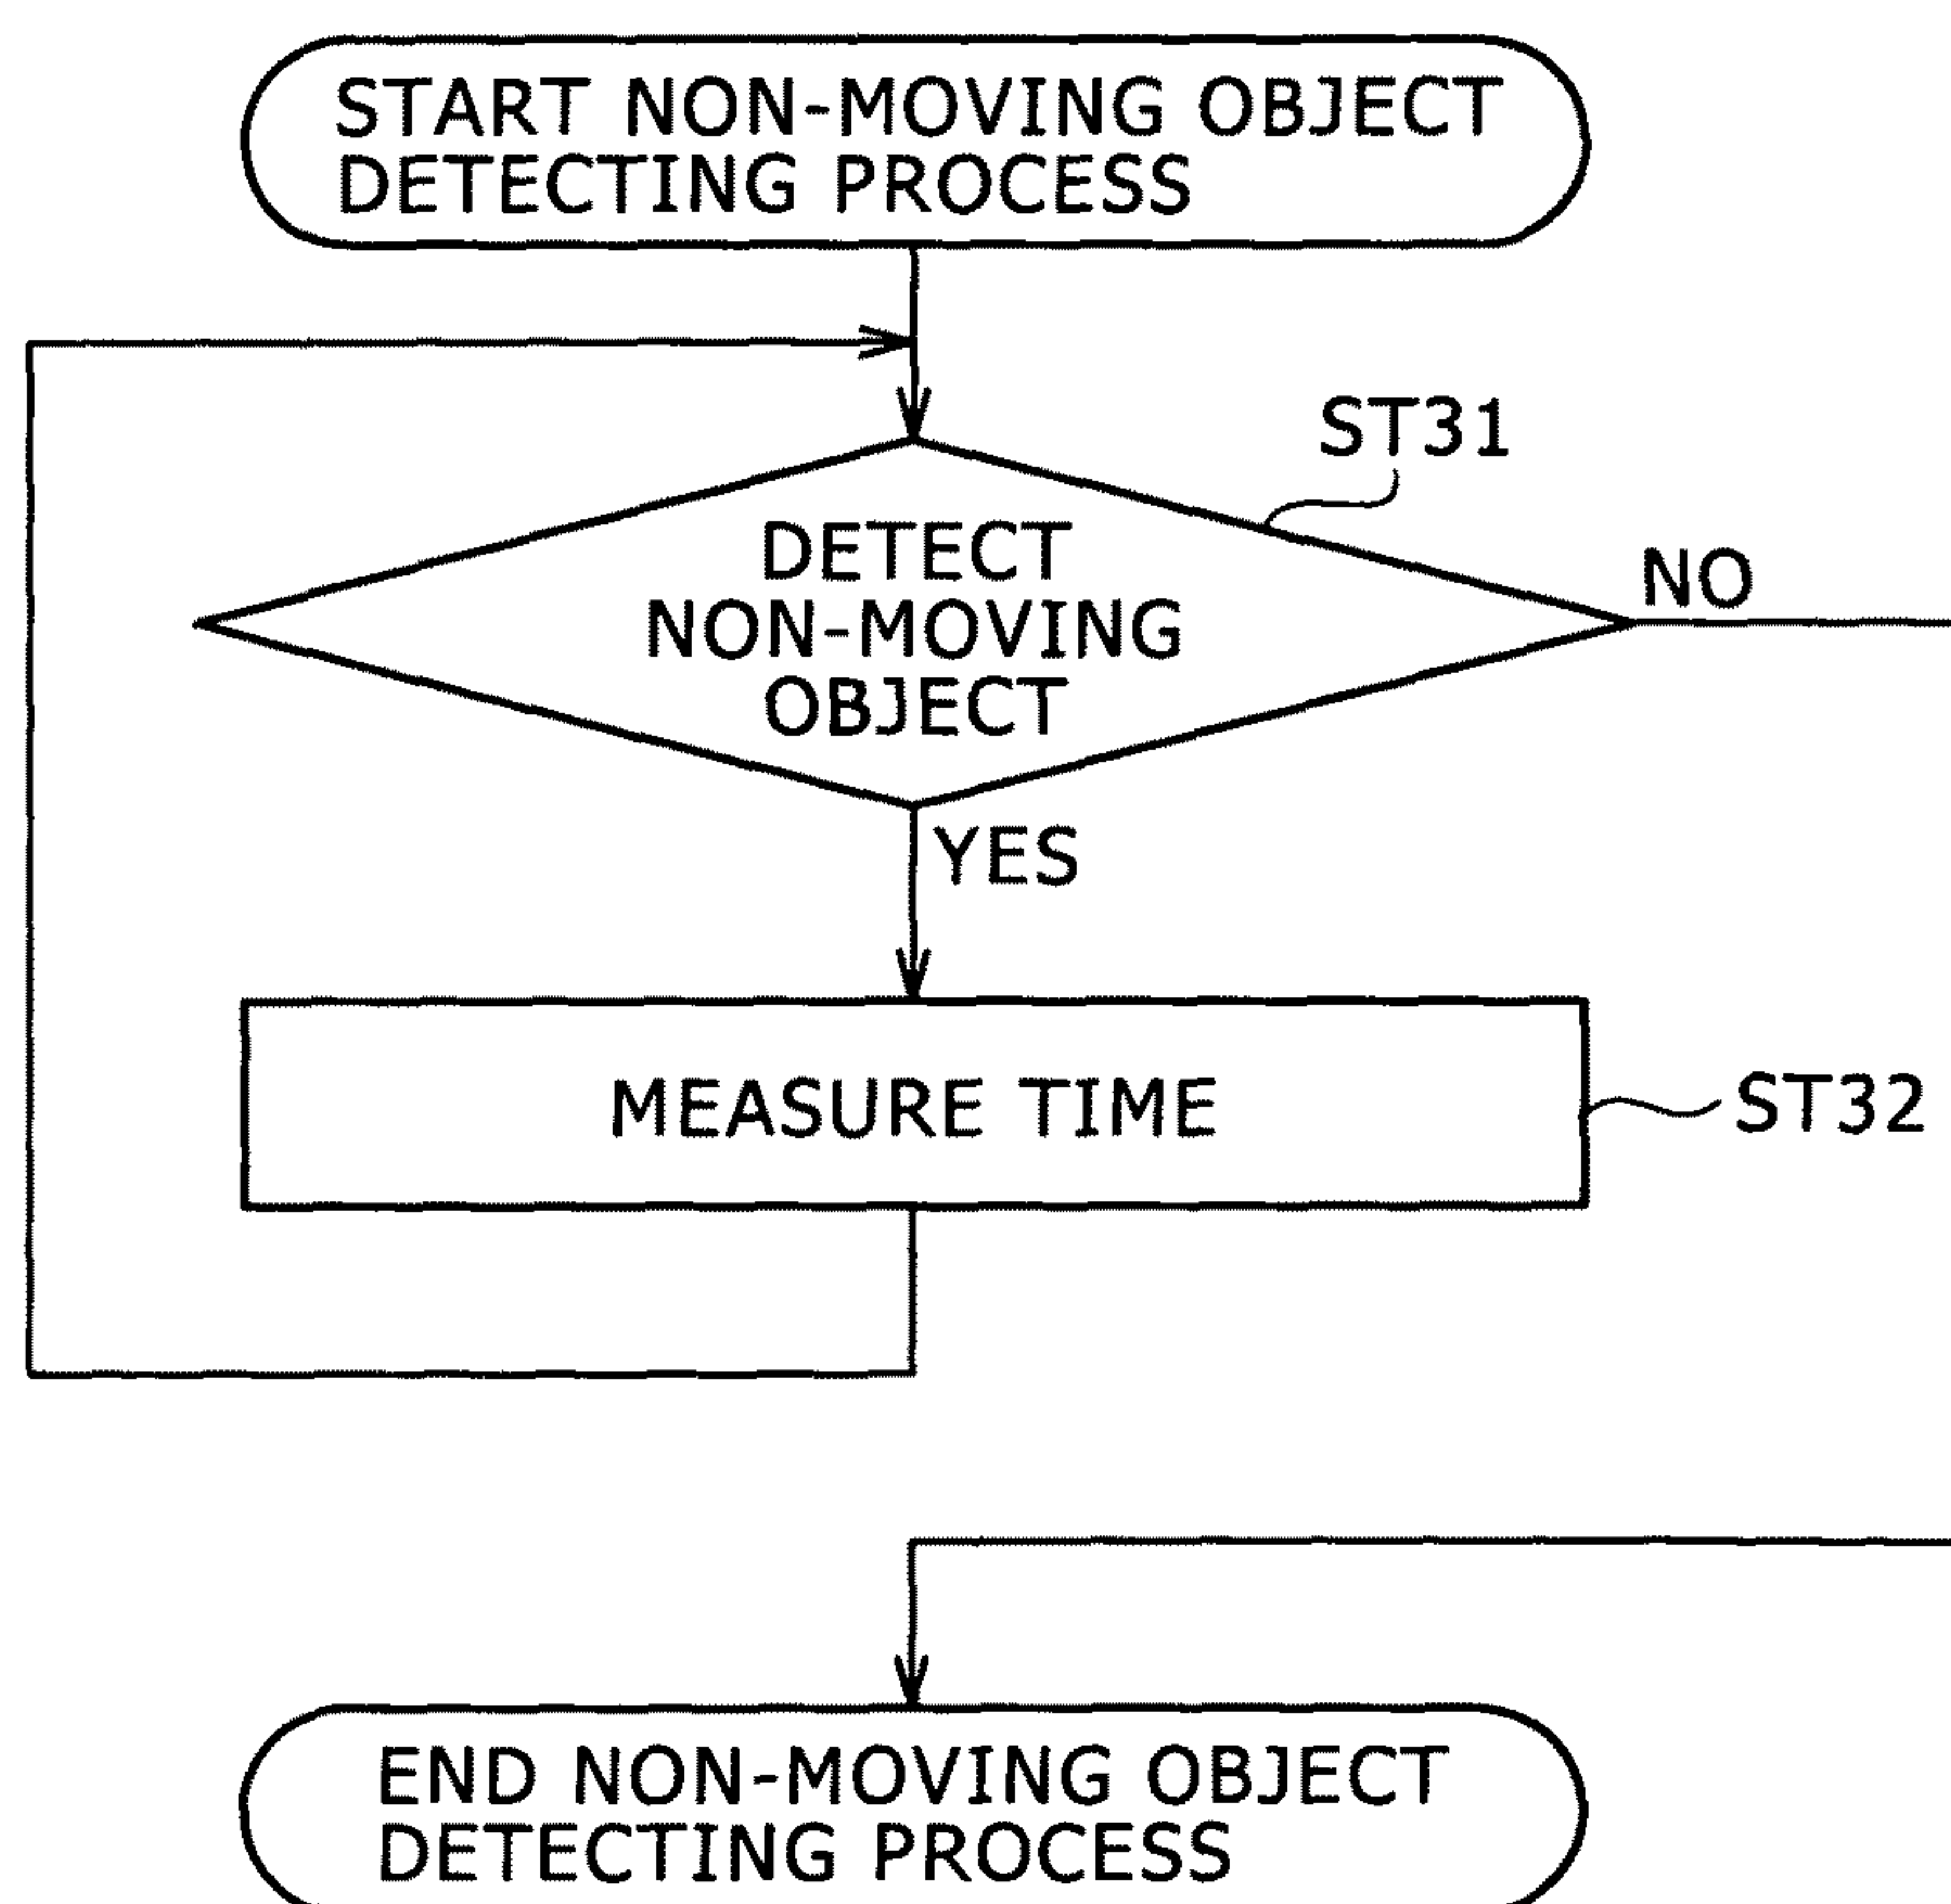 START NON-MOVING OBJECT
DETECTING PROCESS
ST31
DETECT
NON-MOVING
OBJECT
NO
YES
MEASURE TIME
ST32
END NON-MOVING OBJECT
DETECTING PROCESS